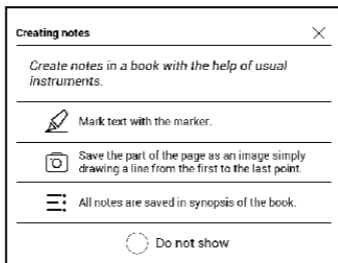 Creating notes
Create notes in a book with the help of usual
instruments.
Mark text with the marker.
Save the part of the page as an image simply
drawing a line from the first to the last point.
All notes are saved in synopsis of the book.
Do not show